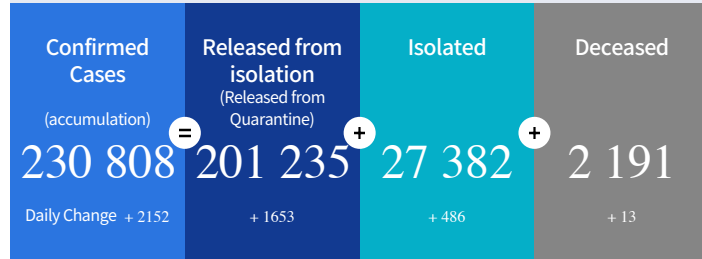 Confirmed
Cases
(accumulation)
230 808
Daily Change + 2152
=
Released from
isolation
(Released from
Quarantine)
201 235
+ 1653
+
Isolated
27 382
+ 486
+
Deceased
2 191
+ 13